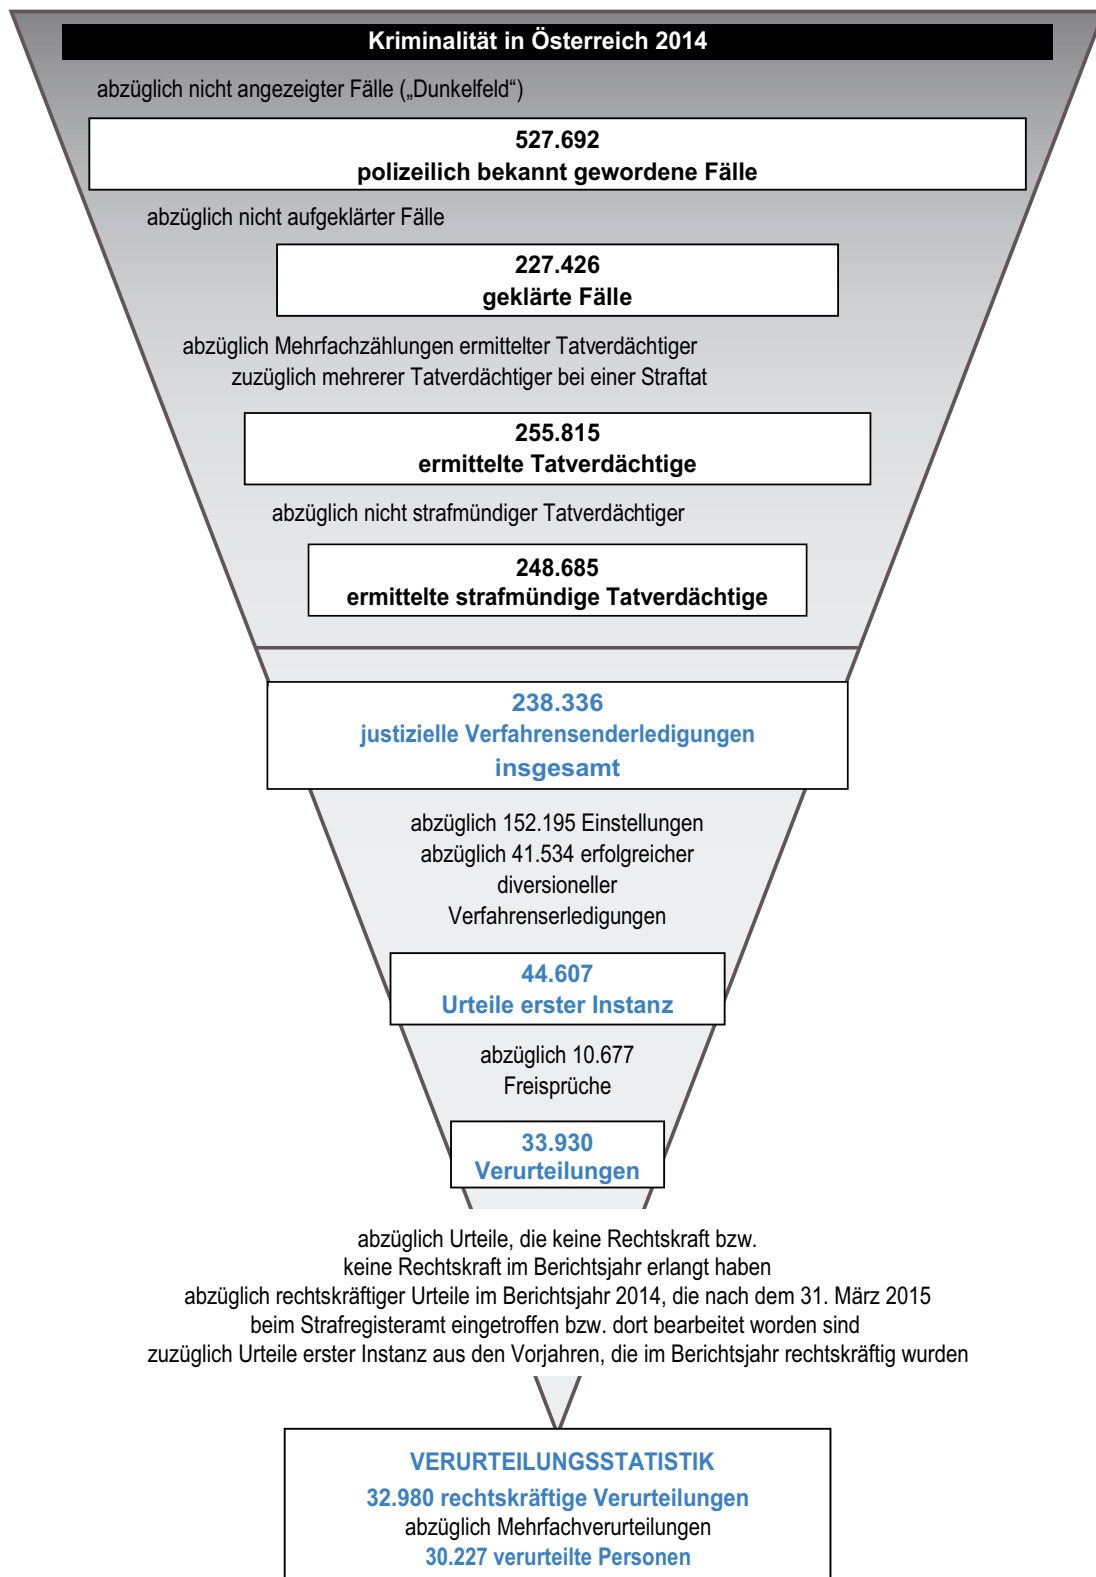 Kriminalität in Österreich 2014
abzüglich nicht angezeigter Fälle („Dunkelfeld“)
527.692
polizeilich bekannt gewordene Fälle
abzüglich nicht aufgeklärter Fälle
227.426
geklärte Fälle
abzüglich Mehrfachzählungen ermittelter Tatverdächtiger
zuzüglich mehrerer Tatverdächtiger bei einer Straftat
255.815
ermittelte Tatverdächtige
abzüglich nicht strafmündiger Tatverdächtiger
248.685
ermittelte strafmündige Tatverdächtige
238.336
justizielle Verfahrensenderledigungen
insgesamt
abzüglich 152.195 Einstellungen
abzüglich 41.534 erfolgreicher
diversioneller
Verfahrenserledigungen
44.607
Urteile erster Instanz
abzüglich 10.677
Freisprüche
33.930
Verurteilungen
abzüglich Urteile, die keine Rechtskraft bzw.
keine Rechtskraft im Berichtsjahr erlangt haben
abzüglich rechtskräftiger Urteile im Berichtsjahr 2014, die nach dem 31. März 2015
beim Strafregisteramt eingetroffen bzw. dort bearbeitet worden sind
zuzüglich Urteile erster Instanz aus den Vorjahren, die im Berichtsjahr rechtskräftig wurden
VERURTEILUNGSSTATISTIK
32.980 rechtskräftige Verurteilungen
abzüglich Mehrfachverurteilungen
30.227 verurteilte Personen